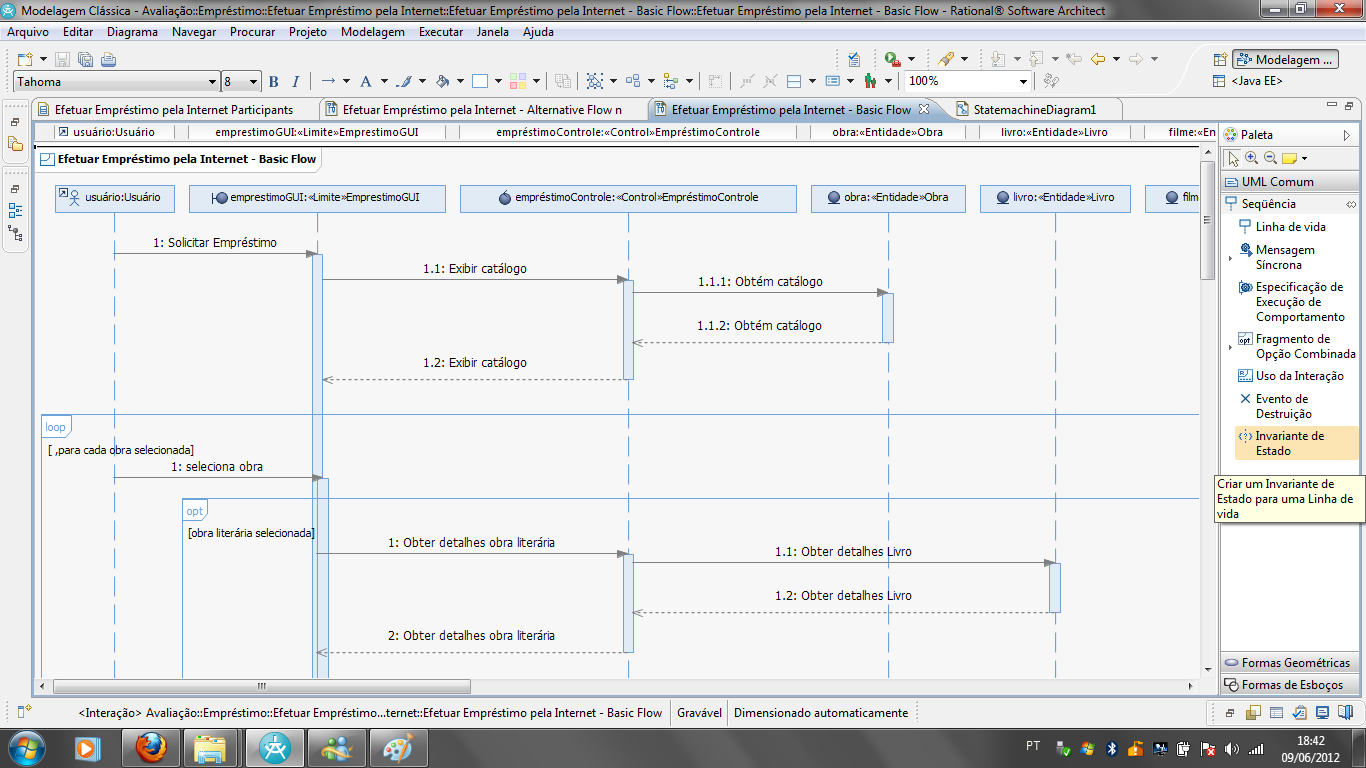 Modelagem Clássica - Avaliação::Empréstimo::Efetuar Empréstimo pela Internet::Efetuar Empréstimo pela Internet - Basic Flow::Efetuar Empréstimo pela Internet - Basic Flow - Rational® Software Architect
Arquivo Editar Diagrama Navegar Procurar Projeto Modelagem Executar Janela Ajuda
Modelagem ...
Tahoma 8 B I A 100% <Java EE>
Efetuar Empréstimo pela Internet Participants Efetuar Empréstimo pela Internet - Alternative Flow n Efetuar Empréstimo pela Internet - Basic Flow StatemachineDiagram1
usuário:Usuário emprestimoGUI:«Limite»EmprestimoGUI empréstimoControle:«Control»EmpréstimoControle obra:«Entidade»Obra livro:«Entidade»Livro filme:«En
Efetuar Empréstimo pela Internet - Basic Flow
usuário:Usuário emprestimoGUI:«Limite»EmprestimoGUI empréstimoControle:«Control»EmpréstimoControle obra:«Entidade»Obra livro:«Entidade»Livro film
1: Solicitar Empréstimo
1.1: Exibir catálogo
1.1.1: Obtém catálogo
1.1.2: Obtém catálogo
1.2: Exibir catálogo
loop
[ ,para cada obra selecionada]
1: seleciona obra
opt
[obra literária selecionada]
1: Obter detalhes obra literária
1.1: Obter detalhes Livro
1.2: Obter detalhes Livro
2: Obter detalhes obra literária
Paleta
UML Comum
Seqüência
Linha de vida
Mensagem
Síncrona
Especificação de
Execução de
Comportamento
opt
Fragmento de
Opção Combinada
Uso da Interação
Evento de
Destruição
Invariante de
Estado
Criar um Invariante de
Estado para uma Linha de
vida
Formas Geométricas
Formas de Esboços
<Interação> Avaliação::Empréstimo::Efetuar Empréstimo...ternet::Efetuar Empréstimo pela Internet - Basic Flow Gravável Dimensionado automaticamente
PT
18:42
09/06/2012